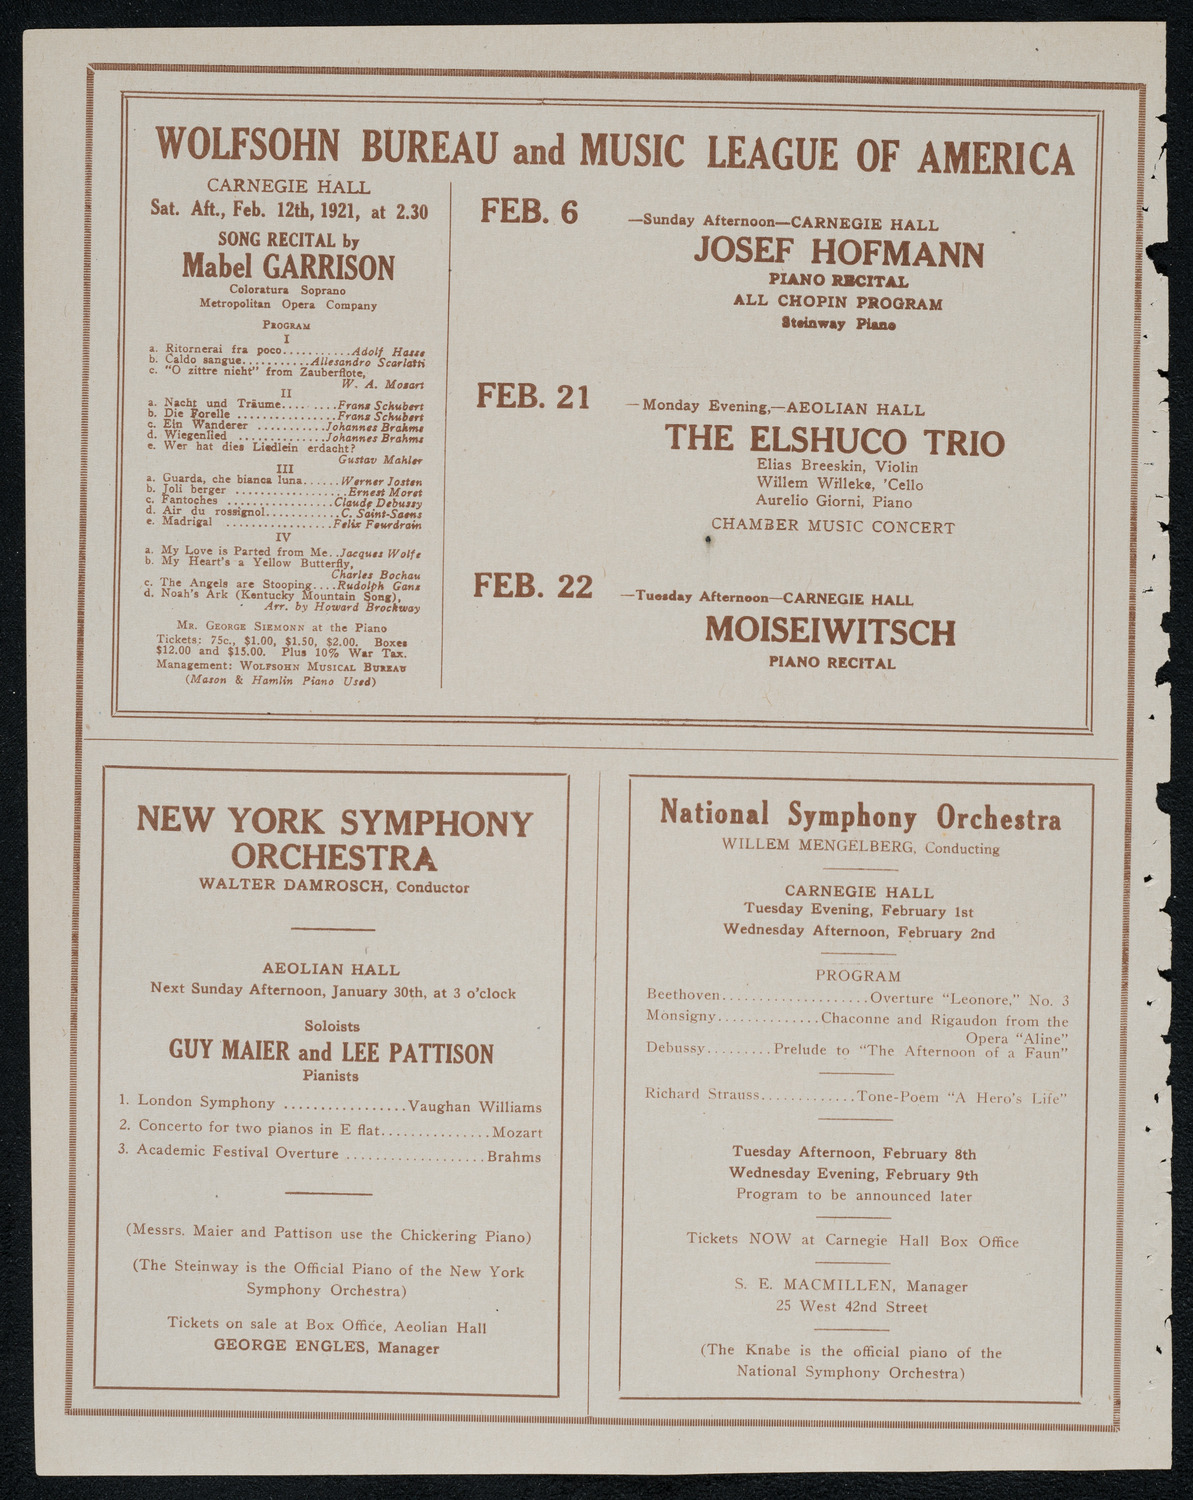 WOLFSOHN BUREAU and MUSIC LEAGUE OF AMERICA
CARNEGIE HALL
Sat. Aft., Feb. 12th, 1921, at 2.30
SONG RECITAL by
Mabel GARRISON
Coloratura Soprano
Metropolitan Opera Company
PROGRAM
I
a. Ritornerai fra poco...........Adolf Hasse
b. Caldo sangue...........Allesandro Scarlatti
c. "O zittre nicht" from Zauberflote,
W. A. Mozart
II
a. Nacht und Träume.........Franz Schubert
b. Die Forelle ................Franz Schubert
c. Ein Wanderer ...........Johannes Brahms
d. Wiegenlied .............Johannes Brahms
e. Wer hat dies Liedlein erdacht?
Gustav Mahler
III
a. Guarda, che bianca luna......Werner Josten
b. Joli berger ..................Ernest Moret
c. Fantoches .................Claude Debussy
d. Air du rossignol............C. Saint-Saens
e. Madrigal .................Felix Fourdrain
IV
a. My Love is Parted from Me..Jacques Wolfe
b. My Heart's a Yellow Butterfly,
Charles Bochau
c. The Angels are Stooping....Rudolph Ganz
d. Noah's Ark (Kentucky Mountain Song),
Arr. by Howard Brockway
MR. GEORGE SIEMONN at the Piano
Tickets: 75c., $1.00, $1.50, $2.00. Boxes
$12.00 and $15.00. Plus 10% War Tax.
Management: WOLFSOHN MUSICAL BUREAU
(Mason & Hamlin Piano Used)
FEB. 6 —Sunday Afternoon—CARNEGIE HALL
JOSEF HOFMANN
PIANO RECITAL
ALL CHOPIN PROGRAM
Steinway Piano
FEB. 21 —Monday Evening,—AEOLIAN HALL
THE ELSHUCO TRIO
Elias Breeskin, Violin
Willem Willeke, 'Cello
Aurelio Giorni, Piano
CHAMBER MUSIC CONCERT
FEB. 22 —Tuesday Afternoon—CARNEGIE HALL
MOISEIWITSCH
PIANO RECITAL
NEW YORK SYMPHONY
ORCHESTRA
WALTER DAMROSCH, Conductor
AEOLIAN HALL
Next Sunday Afternoon, January 30th, at 3 o'clock
Soloists
GUY MAIER and LEE PATTISON
Pianists
1. London Symphony .................Vaughan Williams
2. Concerto for two pianos in E flat...............Mozart
3. Academic Festival Overture ...................Brahms
(Messrs. Maier and Pattison use the Chickering Piano)
(The Steinway is the Official Piano of the New York
Symphony Orchestra)
Tickets on sale at Box Office, Aeolian Hall
GEORGE ENGLES, Manager
National Symphony Orchestra
WILLEM MENGELBERG, Conducting
CARNEGIE HALL
Tuesday Evening, February 1st
Wednesday Afternoon, February 2nd
PROGRAM
Beethoven...................Overture "Leonore," No. 3
Monsigny..............Chaconne and Rigaudon from the
Opera "Aline"
Debussy.........Prelude to "The Afternoon of a Faun"
Richard Strauss.............Tone-Poem "A Hero's Life"
Tuesday Afternoon, February 8th
Wednesday Evening, February 9th
Program to be announced later
Tickets NOW at Carnegie Hall Box Office
S. E. MACMILLEN, Manager
25 West 42nd Street
(The Knabe is the official piano of the
National Symphony Orchestra)